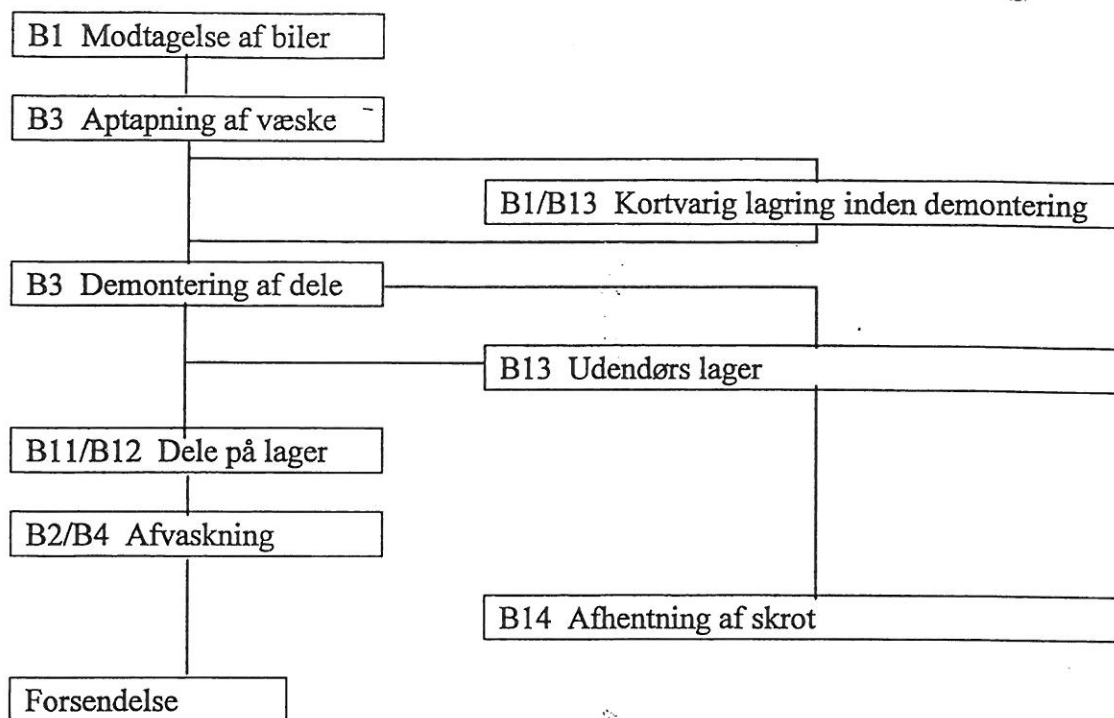 B1 Modtagelse af biler
B3 Aptapning af væske
B1/B13 Kortvarig lagring inden demontering
B3 Demontering af dele
B13 Udendørs lager
B11/B12 Dele på lager
B2/B4 Afvaskning
B14 Afhentning af skrot
Forsendelse